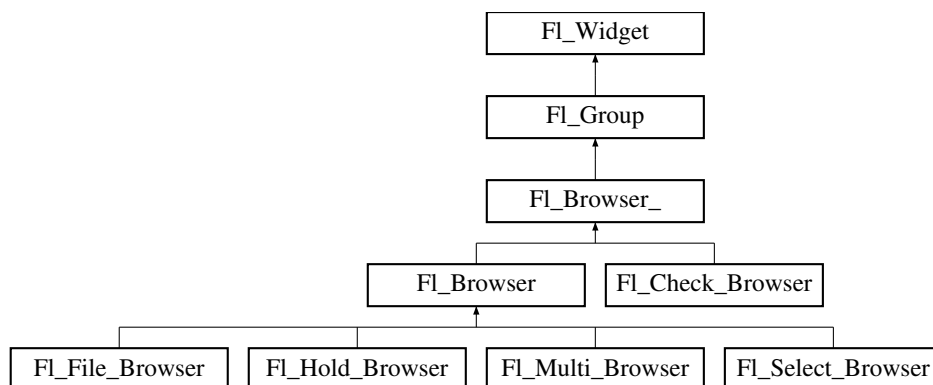 Fl_Widget
Fl_Group
Fl_Browser_
Fl_Browser
Fl_Check_Browser
Fl_File_Browser
Fl_Hold_Browser
Fl_Multi_Browser
Fl_Select_Browser